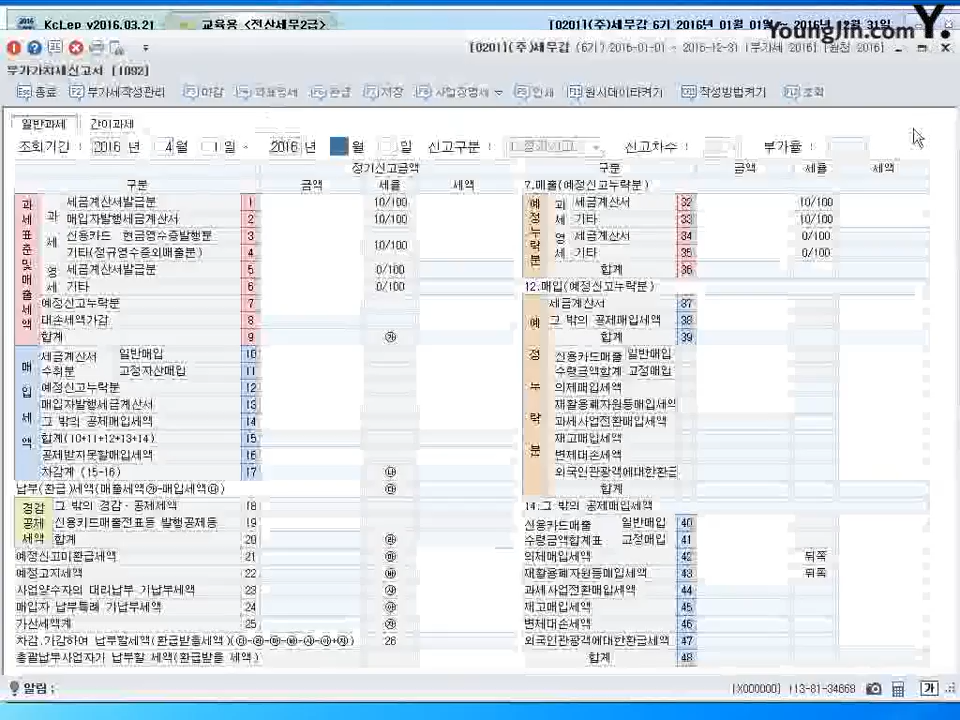 KcLep v2016.03.21 교육용 <전산세무2급> [0201](주)세무갑 6기 2016년 01월 01일 ~ 2016년 12월 31일
YoungJin.com Y.
[0201](주)세무갑 (6기) 2016-01-01 ~ 2016-12-31 [부가세 2016] [원천 2016]
부가가치세신고서 [1092]
Esc종료 F2부가세작성관리 F3마감 F4과표명세 F6환급 F7저장 F8사업장명세 F9인쇄 F11원시데이타켜기 작성방법켜기 F12조회
일반과세 간이과세
조회기간 : 2016 년 4월 1일 ~ 2016년 월 일 신고구분 : 1.정기신고 신고차수 : 부가율 :
정기신고금액
구분 금액 세율 세액
구분 금액 세율 세액
7.매출(예정신고누락분)
과세표준및매출세액
과세 세금계산서발급분 1 10/100
매입자발행세금계산서 2 10/100
신용카드 현금영수증발행분 3 10/100
기타(정규영수증외매출분) 4
영세 세금계산서발급분 5 0/100
기타 6 0/100
예정신고누락분 7
대손세액가감 8
합계 9 ㉮
매입세액
세금계산서 수취분 일반매입 10
고정자산매입 11
예정신고누락분 12
매입자발행세금계산서 13
그 밖의 공제매입세액 14
합계(10+11+12+13+14) 15
공제받지못할매입세액 16
차감계 (15-16) 17 ㉯
납부(환급)세액(매출세액㉮-매입세액㉯) ㉰
경감공제세액
그 밖의 경감·공제세액 18
신용카드매출전표등 발행공제등 19
합계 20 ㉱
예정신고미환급세액 21 ㉲
예정고지세액 22 ㉳
사업양수자의 대리납부 기납부세액 23 ㉴
매입자 납부특례 기납부세액 24 ㉵
가산세액계 25 ㉶
차감.가감하여 납부할세액(환급받을세액)(㉰-㉱-㉲-㉳-㉴-㉵+㉶) 26
총괄납부사업자가 납부할 세액(환급받을 세액)
예정누락분
과세 세금계산서 32 10/100
기타 33 10/100
영세 세금계산서 34 0/100
기타 35 0/100
합계 36
12.매입(예정신고누락분)
예정누락분
세금계산서 37
그 밖의 공제매입세액 38
합계 39
신용카드매출 일반매입
수령금액합계 고정매입
의제매입세액
재활용폐자원등매입세액
과세사업전환매입세액
재고매입세액
변제대손세액
외국인관광객에대한환급
합계
14.그 밖의 공제매입세액
신용카드매출 일반매입 40
수령금액합계표 고정매입 41
의제매입세액 42 뒤쪽
재활용폐자원등매입세액 43 뒤쪽
과세사업전환매입세액 44
재고매입세액 45
변제대손세액 46
외국인관광객에대한환급세액 47
합계 48
알림 : [X000000] 113-81-34668 가